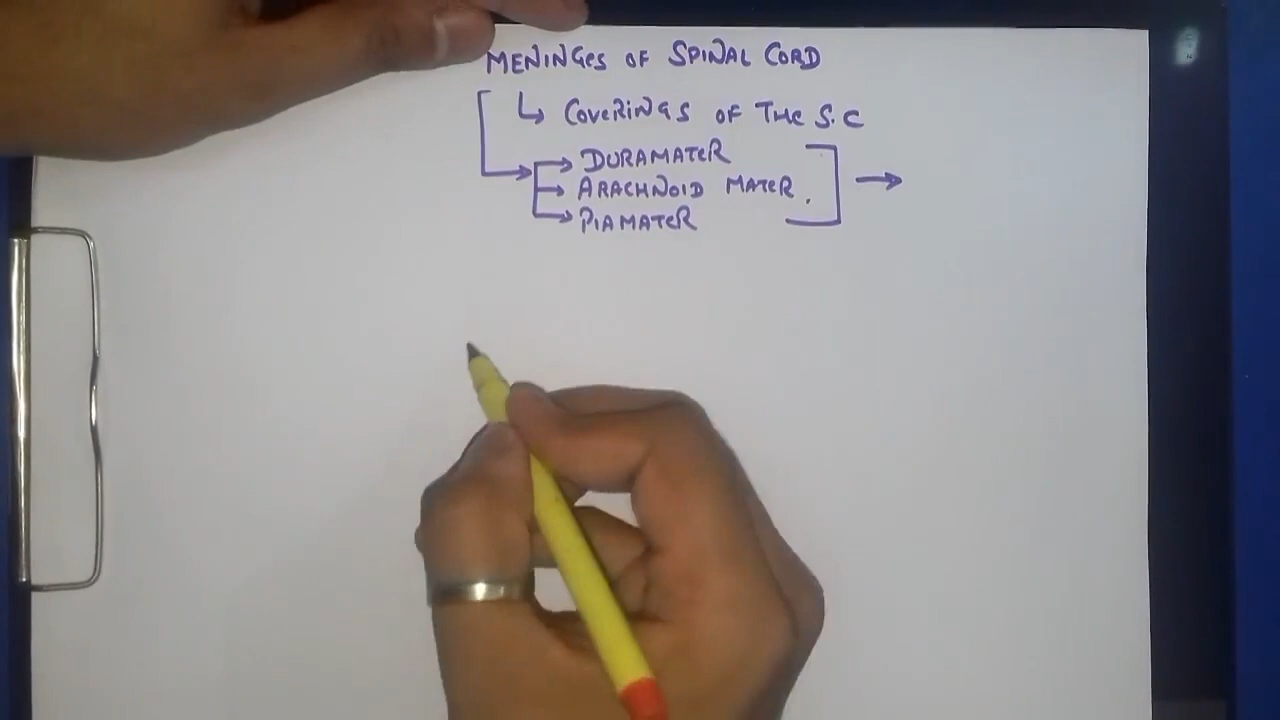 MENINGES OF SPINAL CORD
↳ COVERINGS OF THE S.C
→ DURAMATER
→ ARACHNOID MATER.
→ PIAMATER